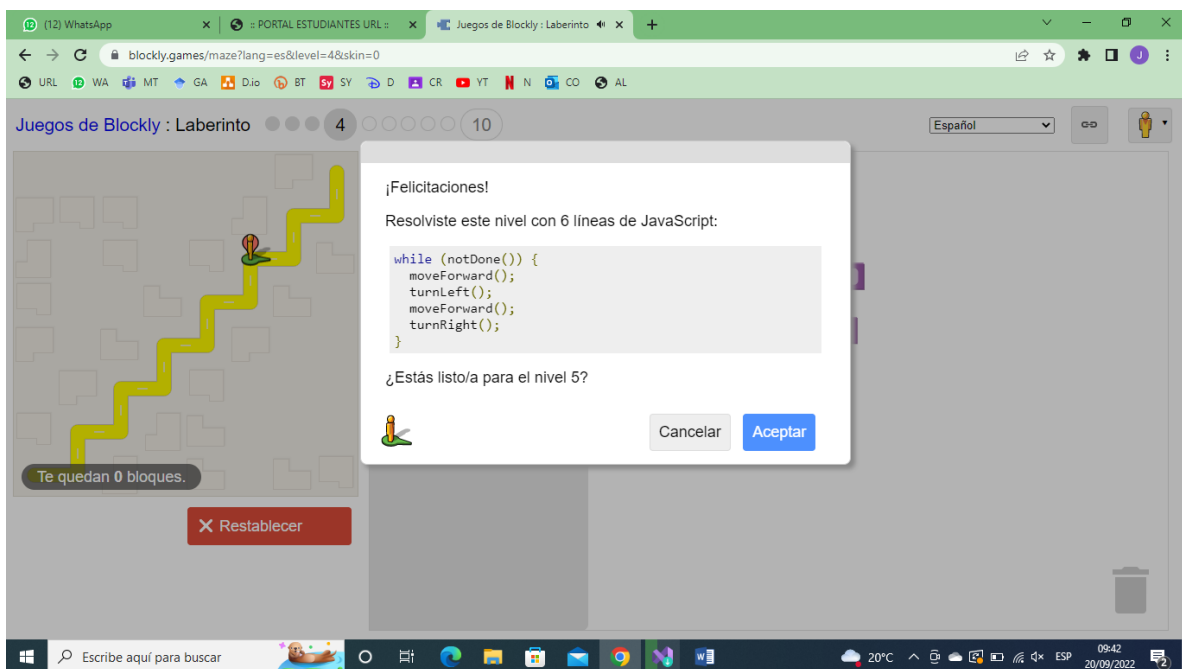 (12) WhatsApp
:: PORTAL ESTUDIANTES URL ::
Juegos de Blockly : Laberinto
blockly.games/maze?lang=es&level=4&skin=0
URL WA MT GA D.io BT Sy SY D CR YT N CO AL
Juegos de Blockly : Laberinto 4 10
Español
¡Felicitaciones!
Resolviste este nivel con 6 líneas de JavaScript:
while (notDone()) {
moveForward();
turnLeft();
moveForward();
turnRight();
}
¿Estás listo/a para el nivel 5?
Cancelar Aceptar
Te quedan 0 bloques.
Restablecer
Escribe aquí para buscar
20°C ESP 09:42
20/09/2022